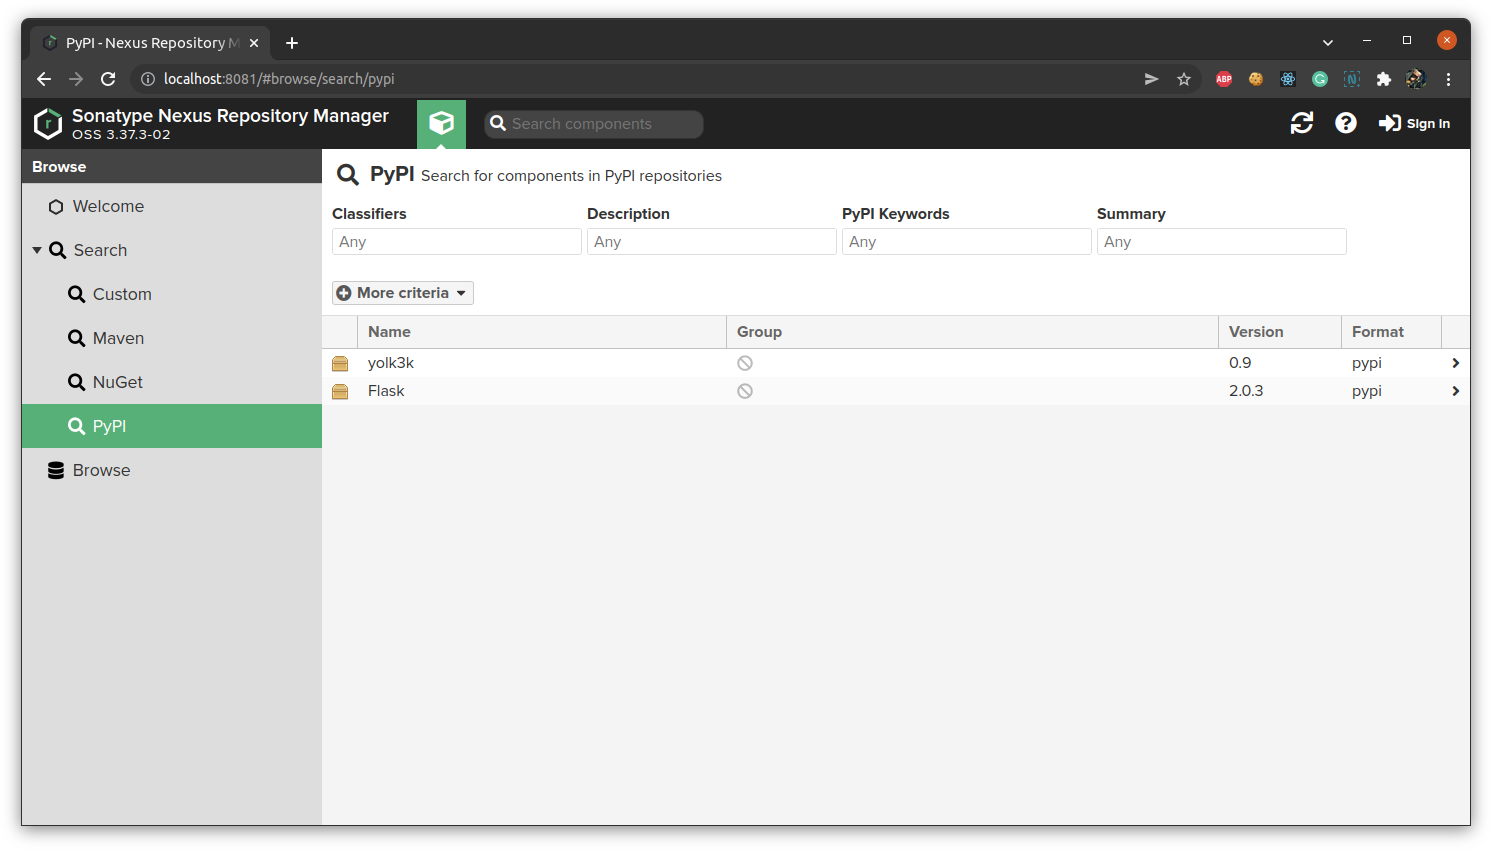 PyPI - Nexus Repository M
localhost:8081/#browse/search/pypi
ABP
Sonatype Nexus Repository Manager
OSS 3.37.3-02
Search components
Sign in
Browse
Welcome
Search
Custom
Maven
NuGet
PyPI
Browse
PyPI Search for components in PyPI repositories
Classifiers Description PyPI Keywords Summary
Any Any Any Any
More criteria
Name Group Version Format
yolk3k 0.9 pypi
Flask 2.0.3 pypi